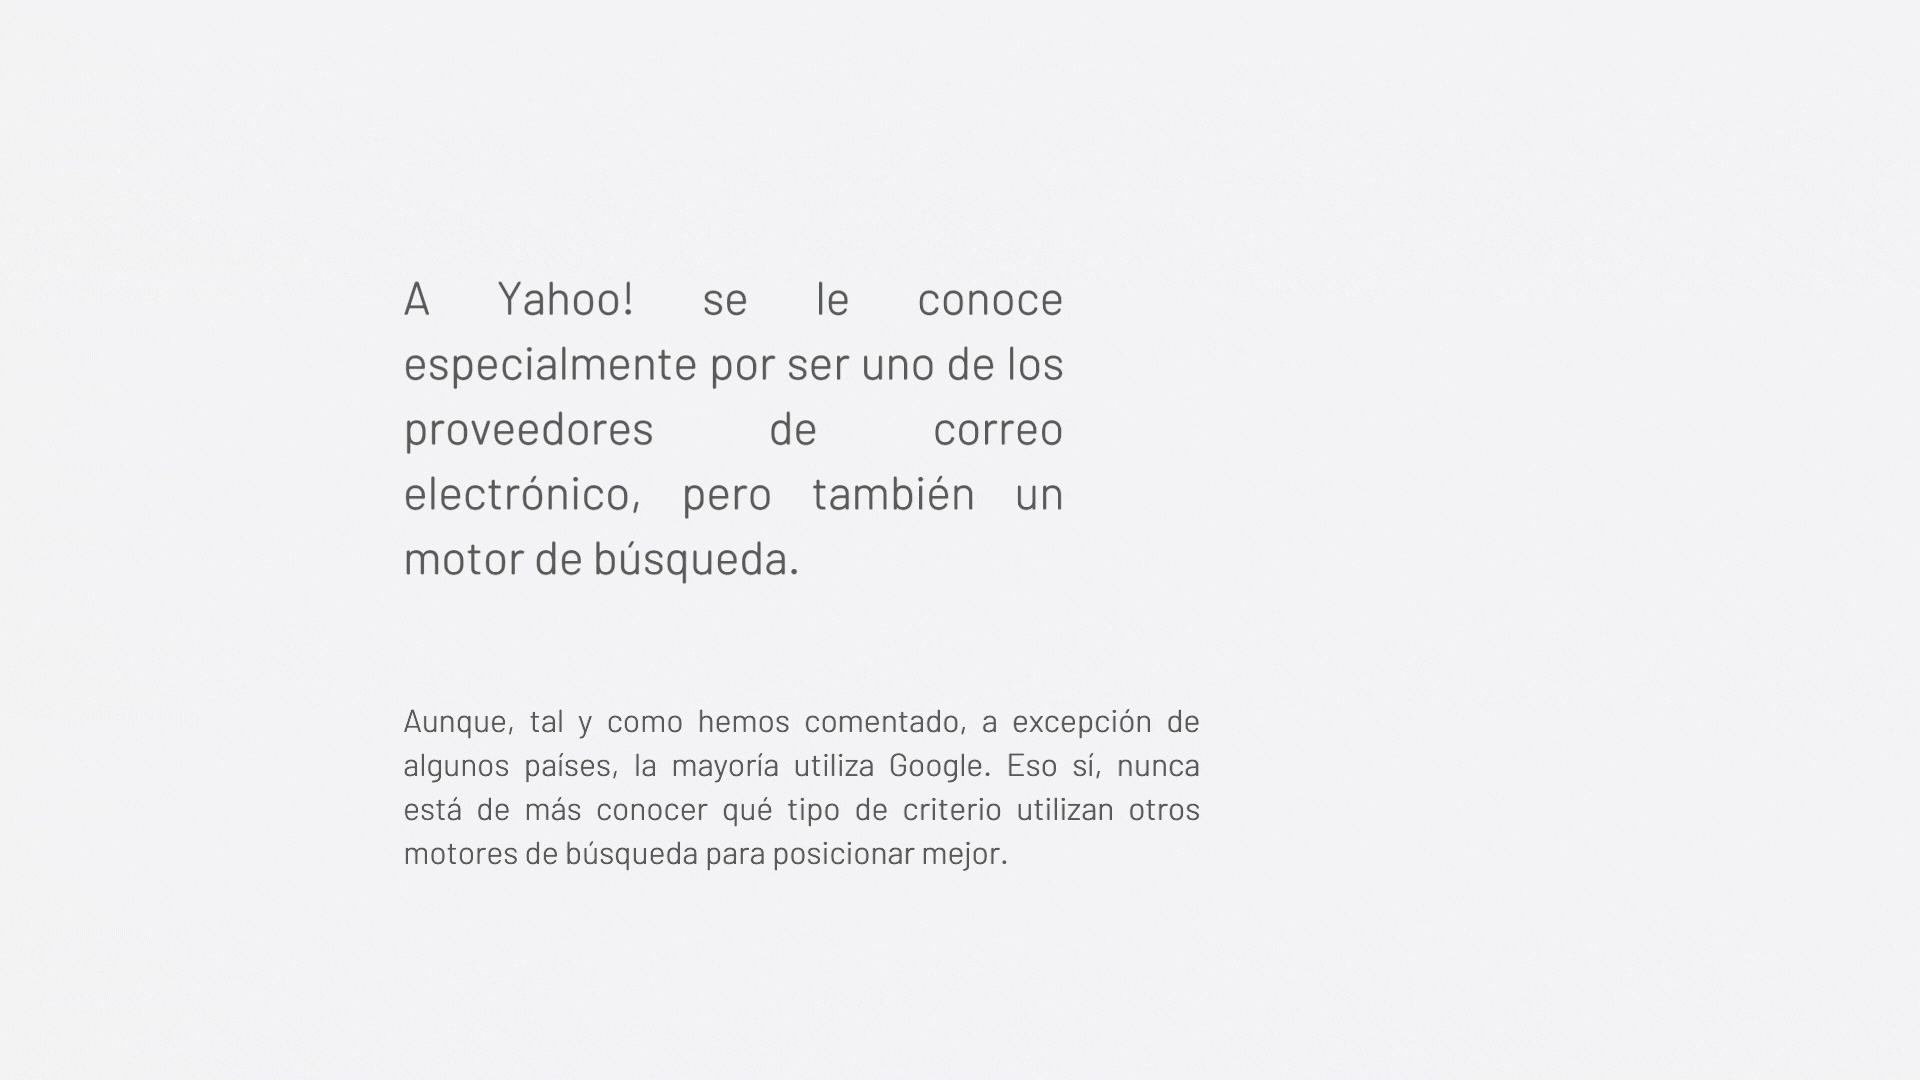 A Yahoo! se le conoce
especialmente por ser uno de los
proveedores de correo
electrónico, pero también un
motor de búsqueda.
Aunque, tal y como hemos comentado, a excepción de
algunos países, la mayoría utiliza Google. Eso sí, nunca
está de más conocer qué tipo de criterio utilizan otros
motores de búsqueda para posicionar mejor.